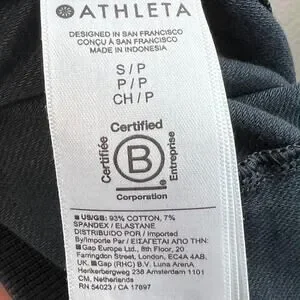 ATHLETA
DESIGNED IN SAN FRANCISCO
CONÇU À SAN FRANCISCO
MADE IN INDONESIA
S / P
P / P
CH / P
Certified
Certifiée
B
Entreprise
Corporation
US/GB: 93% COTTON, 7%
SPANDEX / ELASTANE
DISTRIBUIDO POR / Imported
By/Importe Par / ΕΙΣΑΓΕΤΑΙ ΑΠΟ ΤΗΝ:
Gap Europe Ltd., 8th Floor, 20
Farringdon Street, London, EC4A 4AB,
UK. Gap (RHC) B.V. Luna Arena
Herikerbergweg 238 Amsterdam 1101
CM, Netherlands
RN 54023 / CA 17897